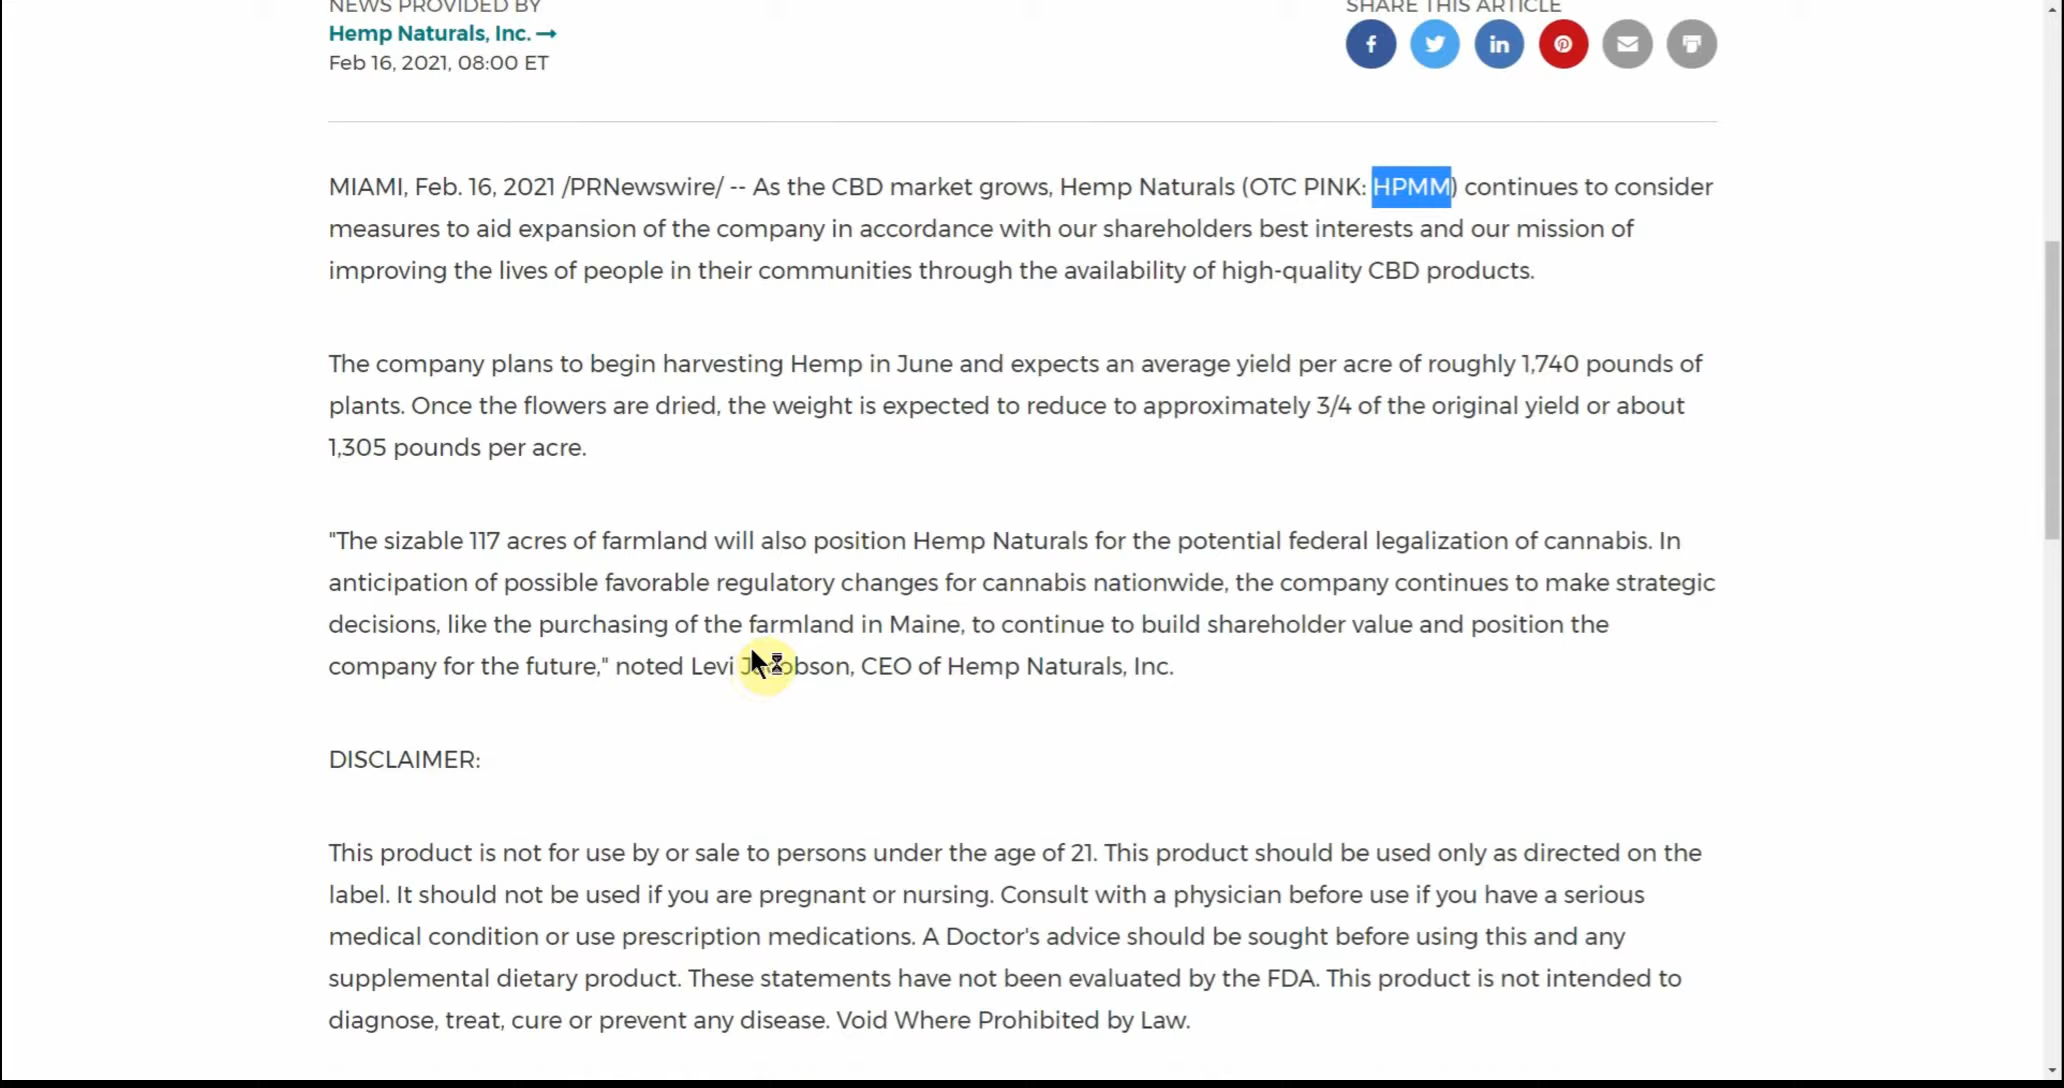 NEWS PROVIDED BY
Hemp Naturals, Inc. →
Feb 16, 2021, 08:00 ET
SHARE THIS ARTICLE
MIAMI, Feb. 16, 2021 /PRNewswire/ -- As the CBD market grows, Hemp Naturals (OTC PINK: HPMM) continues to consider
measures to aid expansion of the company in accordance with our shareholders best interests and our mission of
improving the lives of people in their communities through the availability of high-quality CBD products.
The company plans to begin harvesting Hemp in June and expects an average yield per acre of roughly 1,740 pounds of
plants. Once the flowers are dried, the weight is expected to reduce to approximately 3/4 of the original yield or about
1,305 pounds per acre.
"The sizable 117 acres of farmland will also position Hemp Naturals for the potential federal legalization of cannabis. In
anticipation of possible favorable regulatory changes for cannabis nationwide, the company continues to make strategic
decisions, like the purchasing of the farmland in Maine, to continue to build shareholder value and position the
company for the future," noted Levi Jacobson, CEO of Hemp Naturals, Inc.
DISCLAIMER:
This product is not for use by or sale to persons under the age of 21. This product should be used only as directed on the
label. It should not be used if you are pregnant or nursing. Consult with a physician before use if you have a serious
medical condition or use prescription medications. A Doctor's advice should be sought before using this and any
supplemental dietary product. These statements have not been evaluated by the FDA. This product is not intended to
diagnose, treat, cure or prevent any disease. Void Where Prohibited by Law.